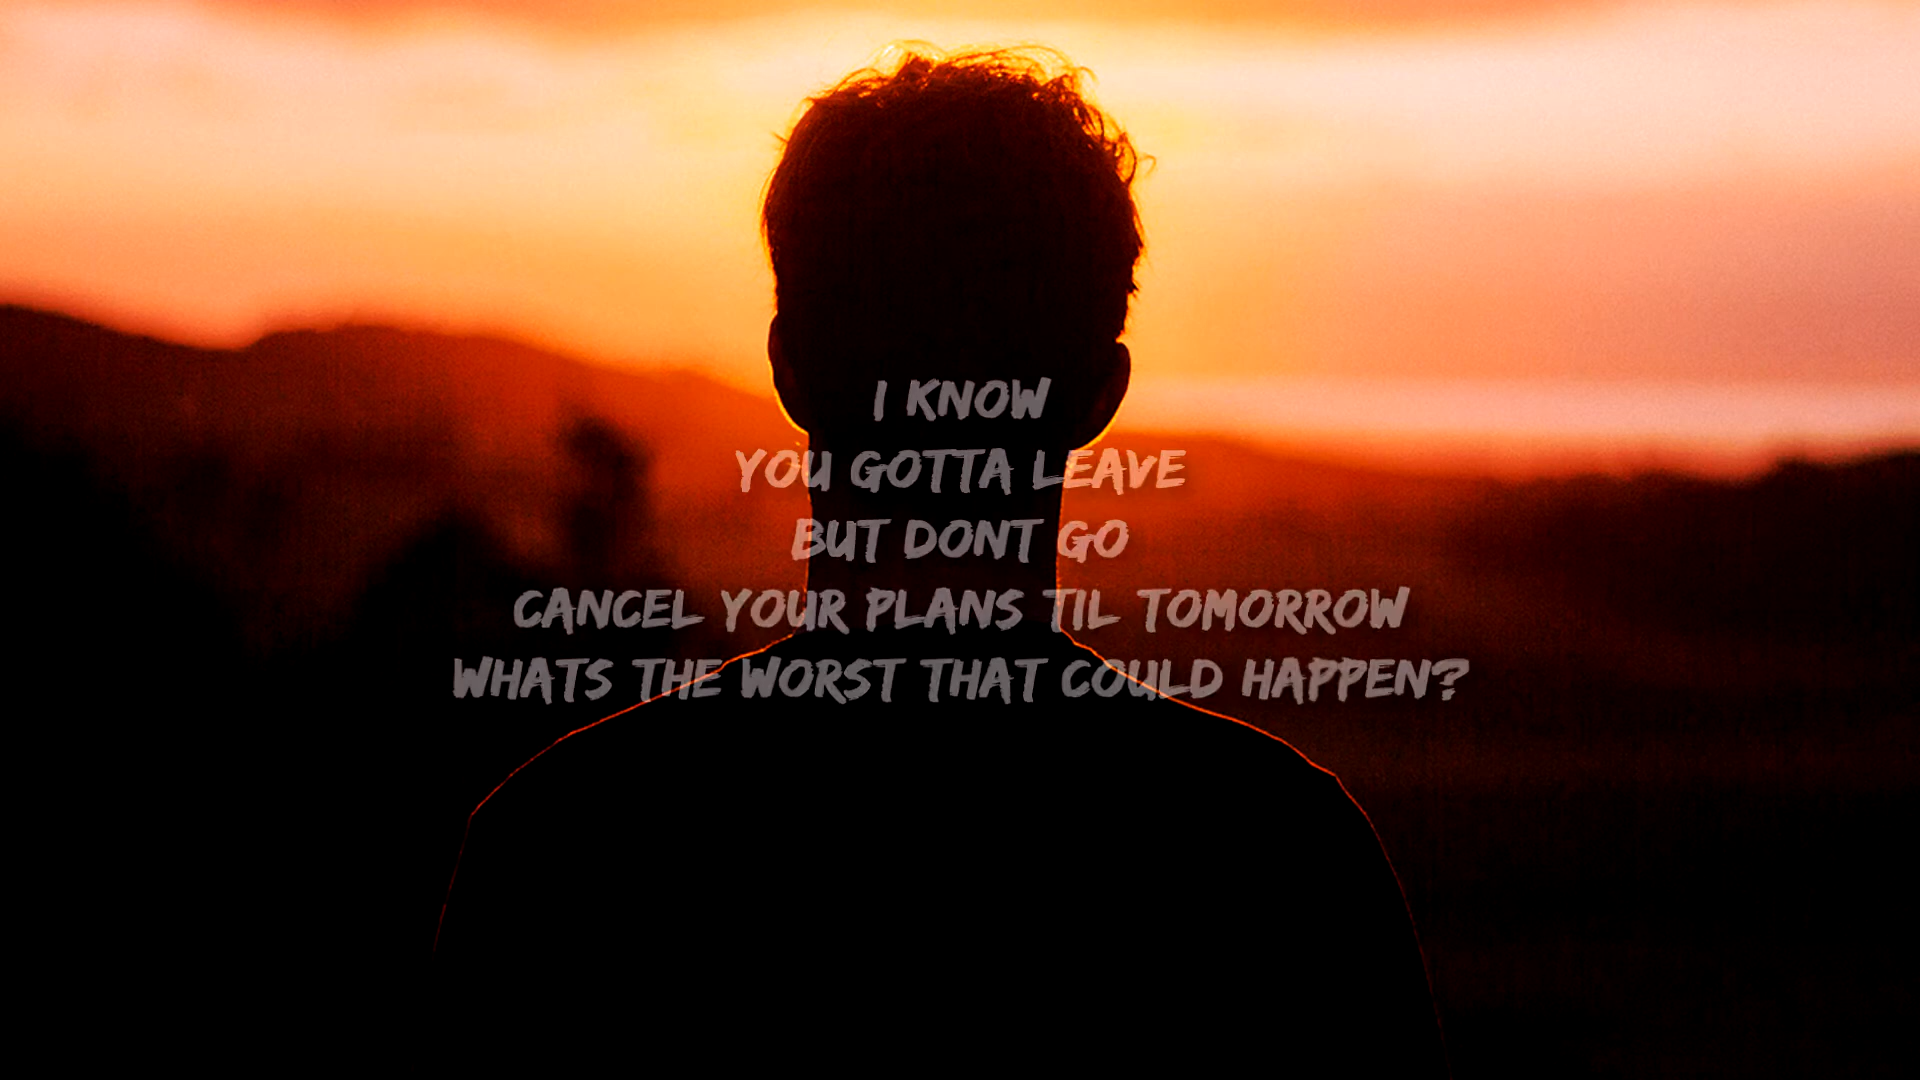 I KNOW
YOU GOTTA LEAVE
BUT DONT GO
CANCEL YOUR PLANS TIL TOMORROW
WHATS THE WORST THAT COULD HAPPEN?